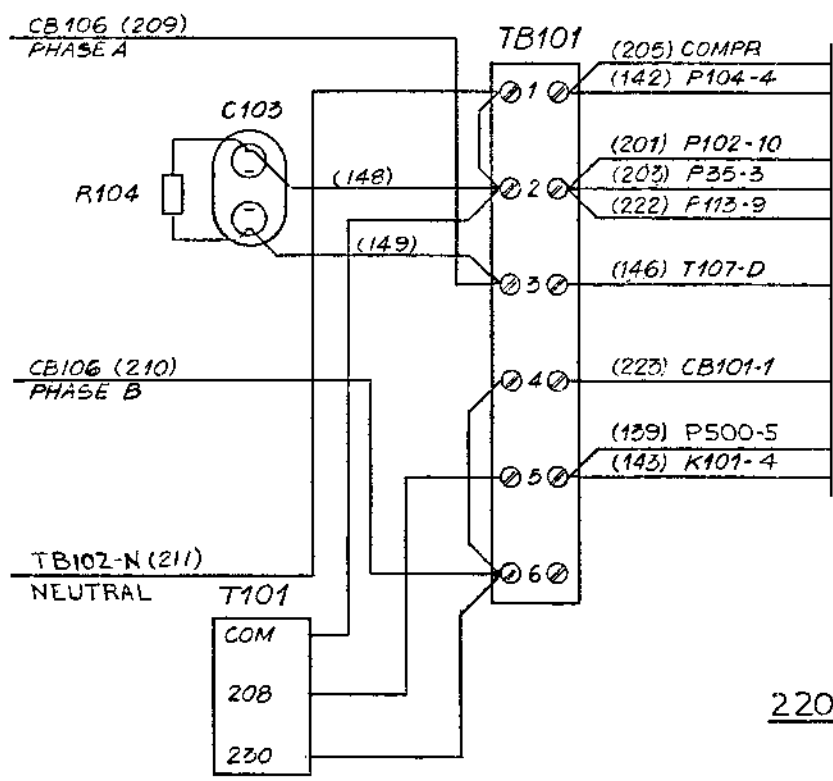 CB106 (209)
PHASE A
C103
R104
(148)
(149)
CB106 (210)
PHASE B
TB102-N (211)
NEUTRAL
T101
COM
208
230
TB101
1
2
3
4
5
6
(205) COMPR
(142) P104-4
(201) P102-10
(203) P35-3
(222) P113-9
(146) T107-D
(223) CB101-1
(139) P500-5
(143) K101-4
220